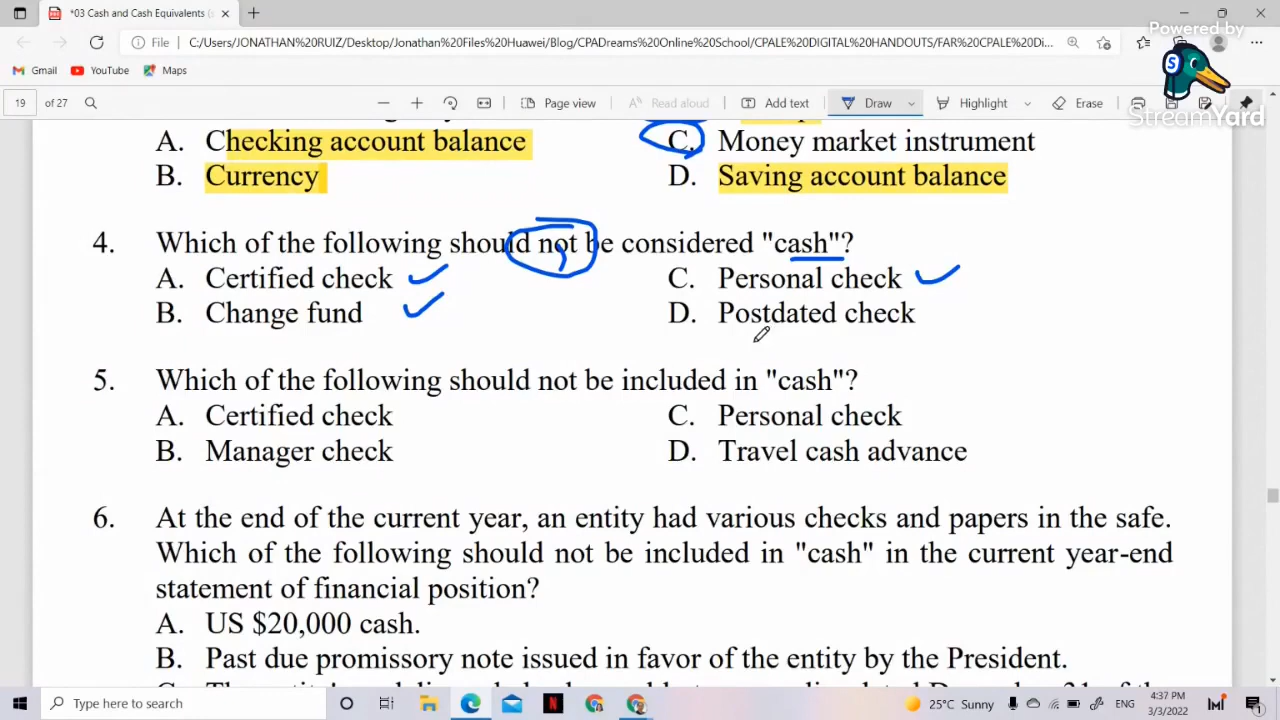 *03 Cash and Cash Equivalents (s
Powered by
File
C:/Users/JONATHAN%20RUIZ/Desktop/Jonathan%20Files%20Huawei/Blog/CPADreams%20Online%20School/CPALE%20DIGITAL%20HANDOUTS/FAR%20CPALE%20Di...
Gmail YouTube Maps
StreamYard
19 of 27 Page view Read aloud Add text Draw Highlight Erase
A. Checking account balance C. Money market instrument
B. Currency D. Saving account balance
4. Which of the following should not be considered "cash"?
A. Certified check C. Personal check
B. Change fund D. Postdated check
5. Which of the following should not be included in "cash"?
A. Certified check C. Personal check
B. Manager check D. Travel cash advance
6. At the end of the current year, an entity had various checks and papers in the safe.
Which of the following should not be included in "cash" in the current year-end
statement of financial position?
A. US $20,000 cash.
B. Past due promissory note issued in favor of the entity by the President.
Type here to search
25°C Sunny
ENG
4:37 PM
3/3/2022